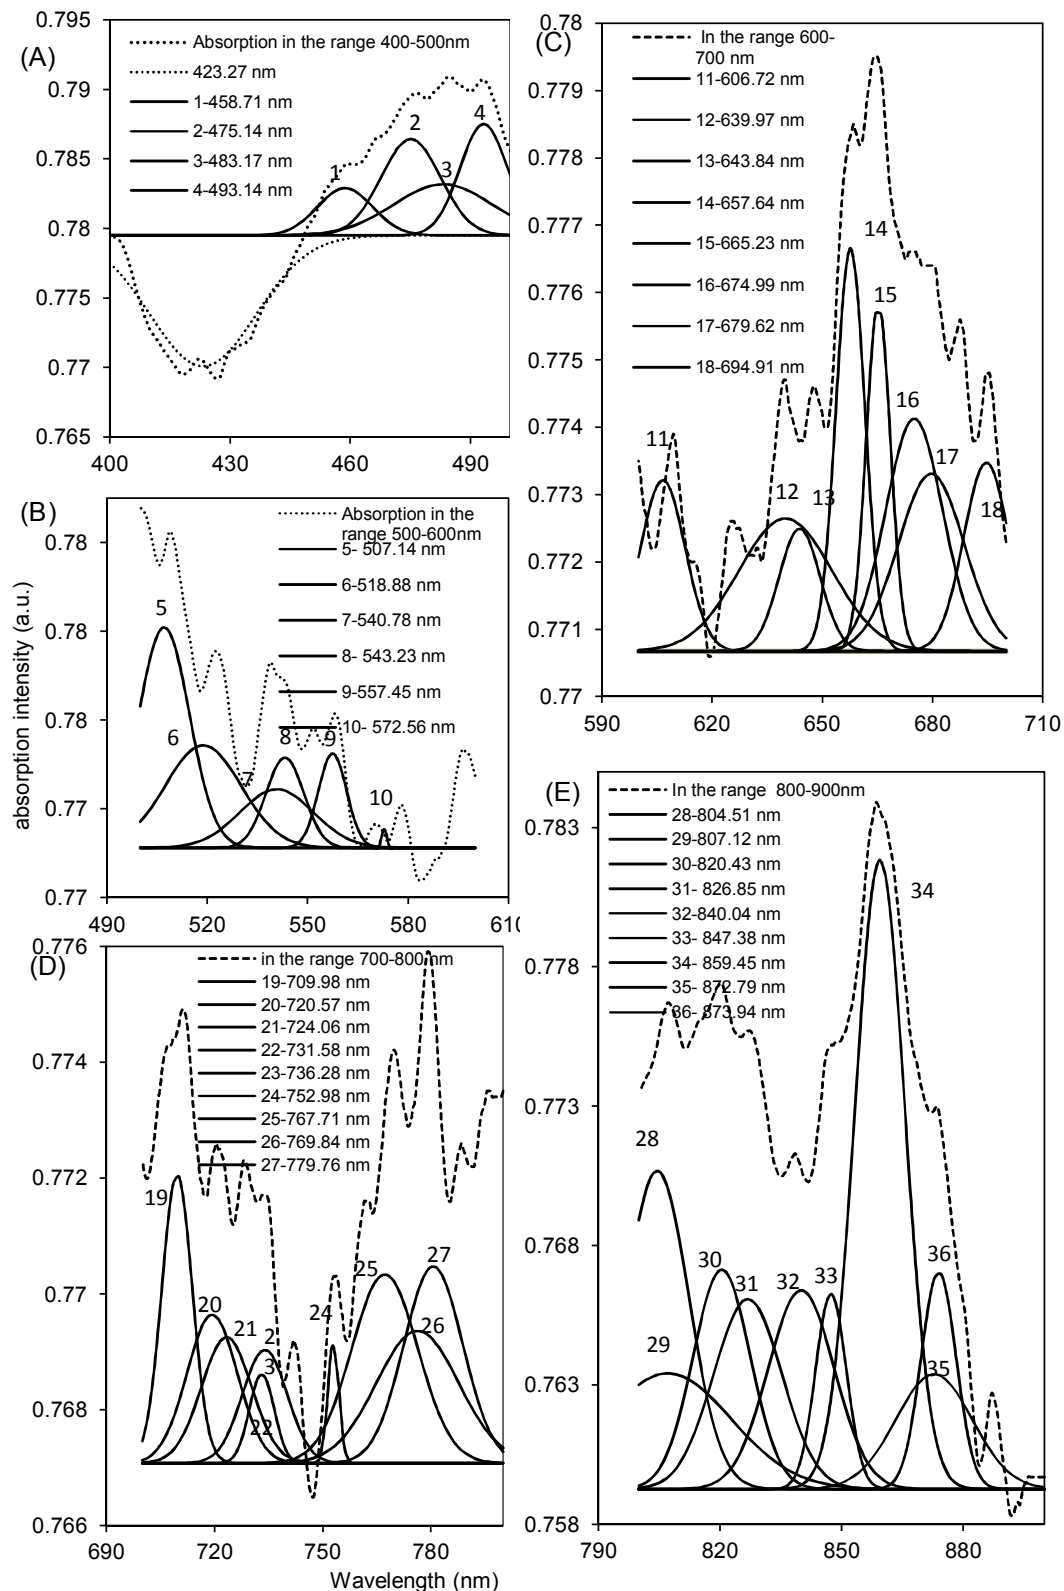 (A)
Absorption in the range 400-500nm
423.27 nm
1-458.71 nm
2-475.14 nm
3-483.17 nm
4-493.14 nm
0.795
0.79
0.785
0.78
0.775
0.77
0.765
1
2
3
4
400
430
460
490
(B)
Absorption in the
range 500-600nm
5- 507.14 nm
6-518.88 nm
7-540.78 nm
8- 543.23 nm
9-557.45 nm
10- 572.56 nm
0.78
0.78
0.78
0.77
0.77
5
6
7
8
9
10
490
520
550
580
610
absorption intensity (a.u.)
(C)
In the range 600-
700 nm
11-606.72 nm
12-639.97 nm
13-643.84 nm
14-657.64 nm
15-665.23 nm
16-674.99 nm
17-679.62 nm
18-694.91 nm
0.78
0.779
0.778
0.777
0.776
0.775
0.774
0.773
0.772
0.771
0.77
11
12
13
14
15
16
17
18
590
620
650
680
710
(D)
in the range 700-800 nm
19-709.98 nm
20-720.57 nm
21-724.06 nm
22-731.58 nm
23-736.28 nm
24-752.98 nm
25-767.71 nm
26-769.84 nm
27-779.76 nm
0.776
0.774
0.772
0.77
0.768
0.766
19
20
21
2
3
22
24
25
27
26
690
720
750
780
Wavelength (nm)
(E)
In the range 800-900nm
28-804.51 nm
29-807.12 nm
30-820.43 nm
31- 826.85 nm
32-840.04 nm
33- 847.38 nm
34- 859.45 nm
35- 872.79 nm
36- 873.94 nm
0.783
0.778
0.773
0.768
0.763
0.758
28
29
30
31
32
33
34
35
36
790
820
850
880